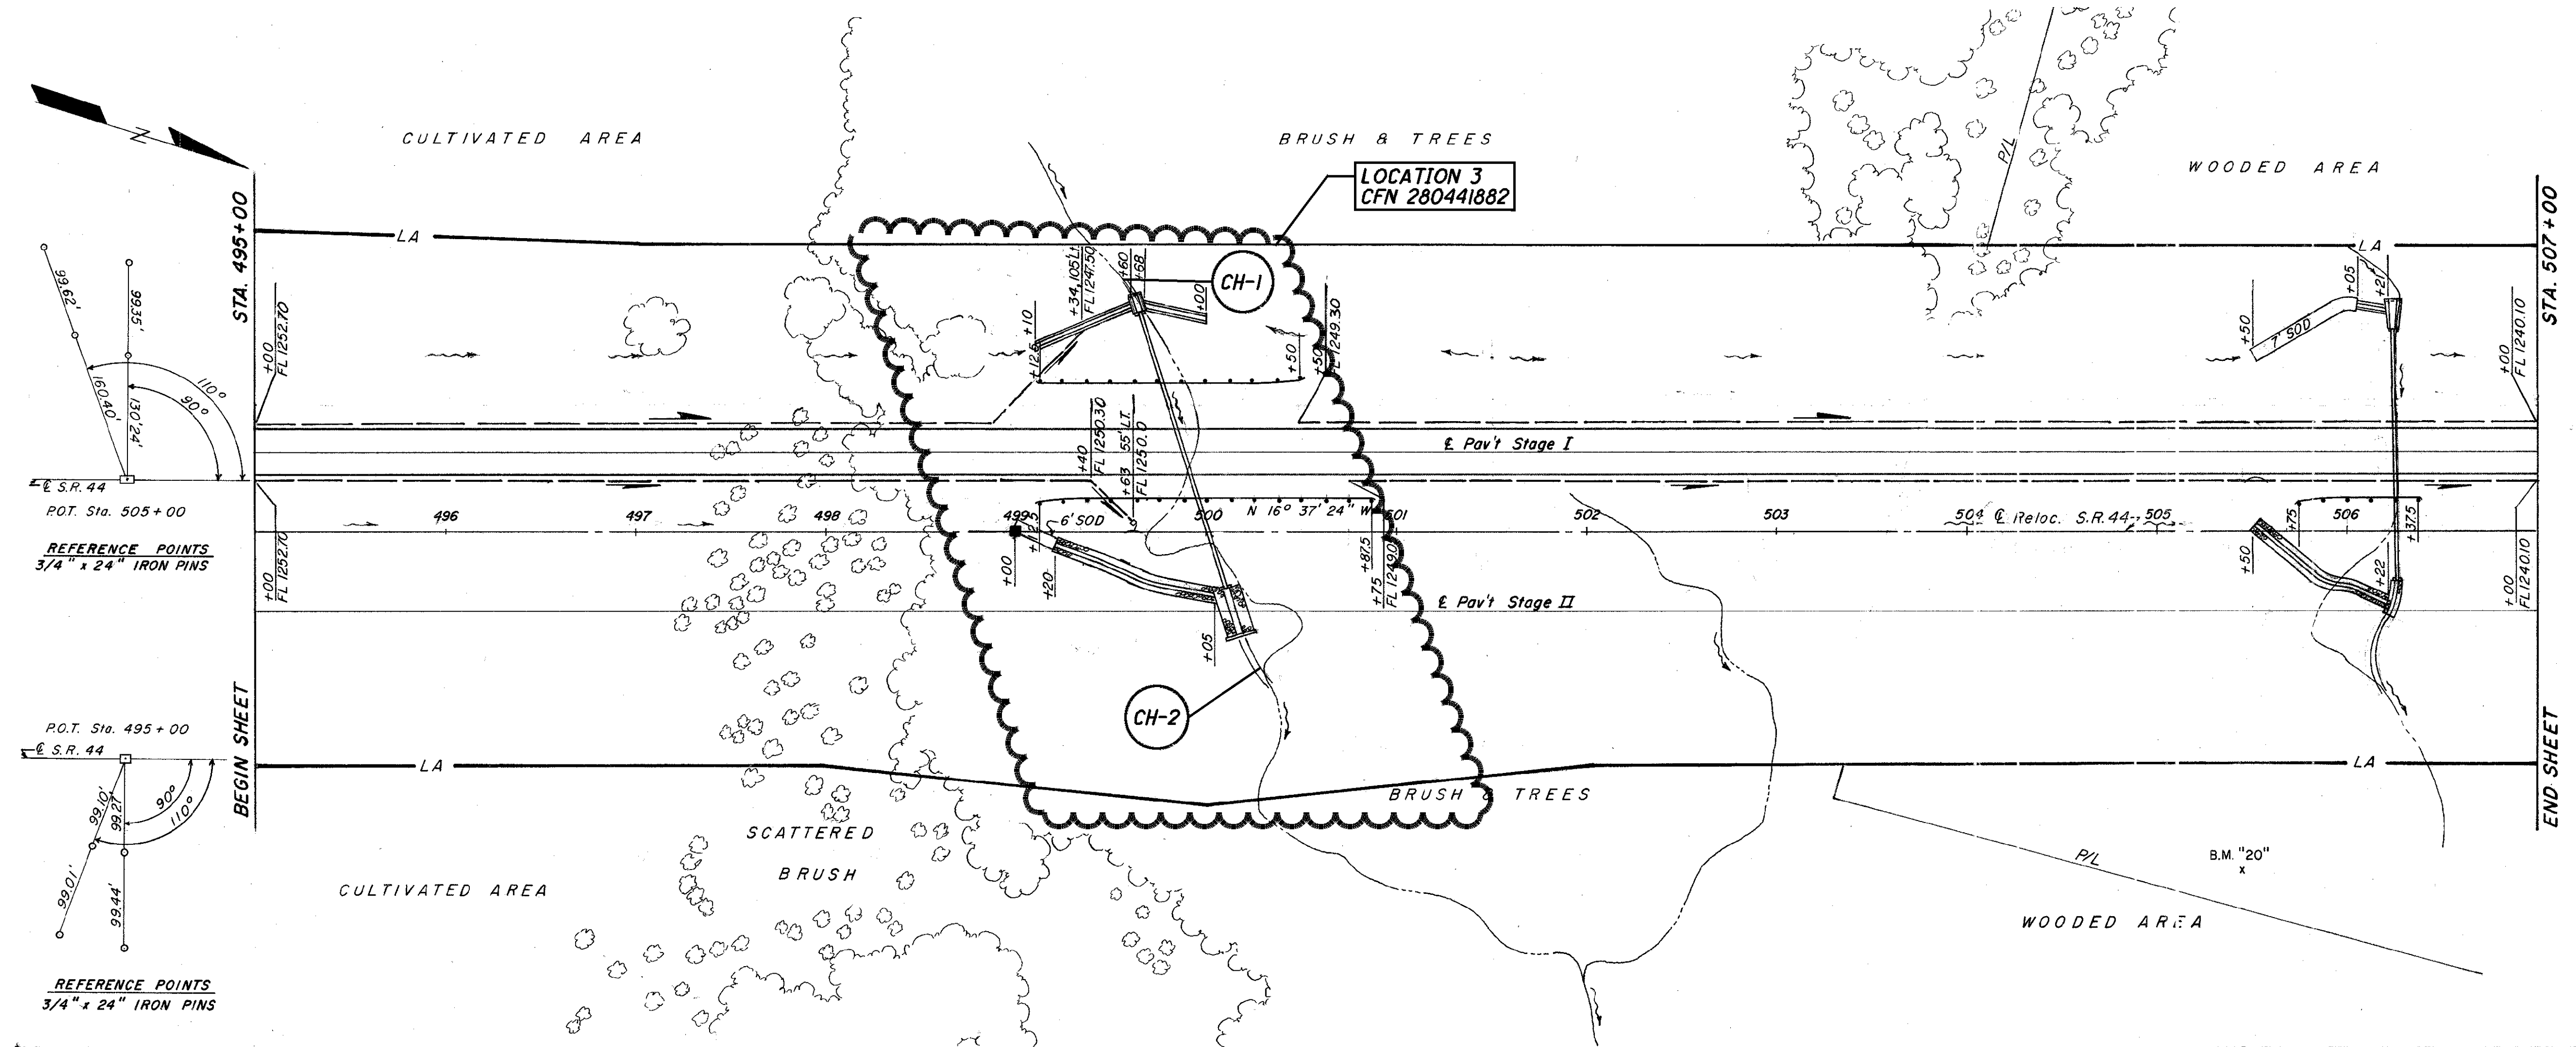 CULTIVATED AREA
BRUSH & TREES
WOODED AREA
P/L
N
LOCATION 3
CFN 280441882
STA. 495+00
STA. 507+00
LA
LA
CH-1
+34, 105' Lt
FL 1247.50
+60
+68
+00
+10
+12.5
+50
+50
FL 1249.30
+00
FL 1252.70
+05
+21
+50
7' SOD
+00
FL 1240.10
99.62'
99.35'
160.40'
130.24'
110°
90°
℄ S.R. 44
P.O.T. Sta. 505+00
REFERENCE POINTS
3/4" x 24" IRON PINS
℄ Pav't Stage I
+40
FL 1250.30
+63 55' LT.
FL 1250.0
496
497
498
499
500
N 16° 37' 24" W
501
502
503
504
℄ Reloc. S.R. 44
505
506
6' SOD
+00
+20
+05
+87.5
+75
FL 1249.0
+00
FL 1252.70
+50
+75
+22
+37.5
+00
FL 1240.10
℄ Pav't Stage II
CH-2
P.O.T. Sta. 495+00
℄ S.R. 44
90°
110°
99.10'
99.27'
99.01'
99.44'
REFERENCE POINTS
3/4" x 24" IRON PINS
BEGIN SHEET
END SHEET
LA
LA
BRUSH & TREES
SCATTERED
BRUSH
CULTIVATED AREA
P/L
B.M. "20"
x
WOODED AREA